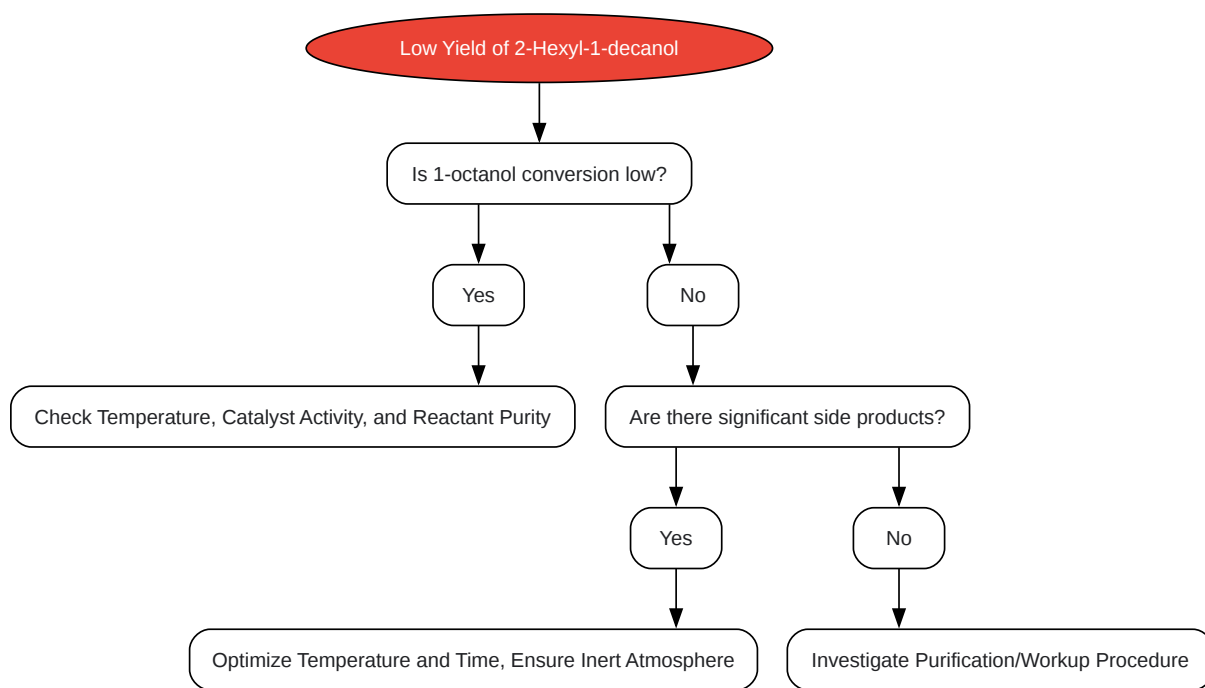 Low Yield of 2-Hexyl-1-decanol
Is 1-octanol conversion low?
Yes
No
Check Temperature, Catalyst Activity, and Reactant Purity
Are there significant side products?
Yes
No
Optimize Temperature and Time, Ensure Inert Atmosphere
Investigate Purification/Workup Procedure